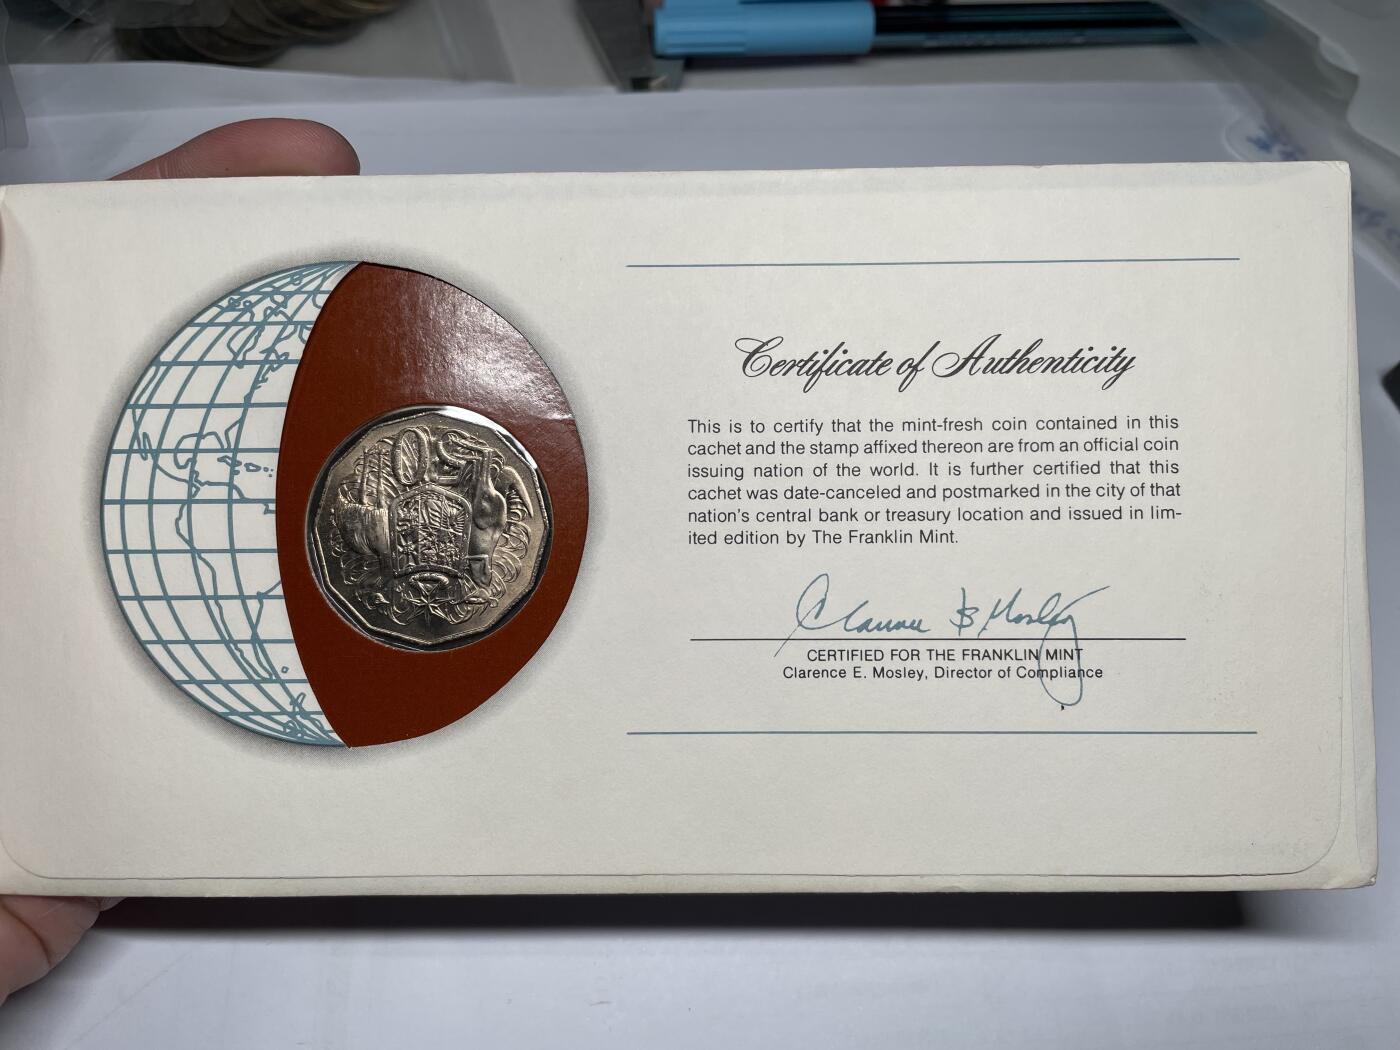 Certificate of Authenticity
This is to certify that the mint-fresh coin contained in this
cachet and the stamp affixed thereon are from an official coin
issuing nation of the world. It is further certified that this
cachet was date-canceled and postmarked in the city of that
nation's central bank or treasury location and issued in lim-
ited edition by The Franklin Mint.
CERTIFIED FOR THE FRANKLIN MINT
Clarence E. Mosley, Director of Compliance
50